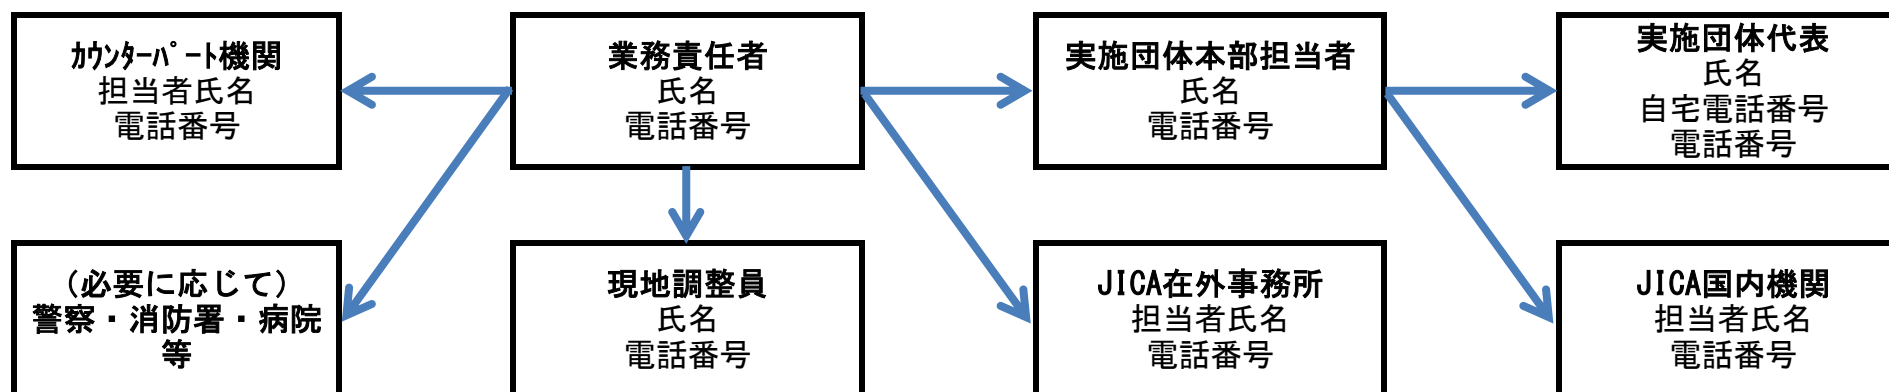 ｶｳﾝﾀｰﾊﾟｰﾄ機関
担当者氏名
電話番号
業務責任者
氏名
電話番号
実施団体本部担当者
氏名
電話番号
実施団体代表
氏名
自宅電話番号
電話番号
（必要に応じて）
警察・消防署・病院
等
現地調整員
氏名
電話番号
JICA在外事務所
担当者氏名
電話番号
JICA国内機関
担当者氏名
電話番号